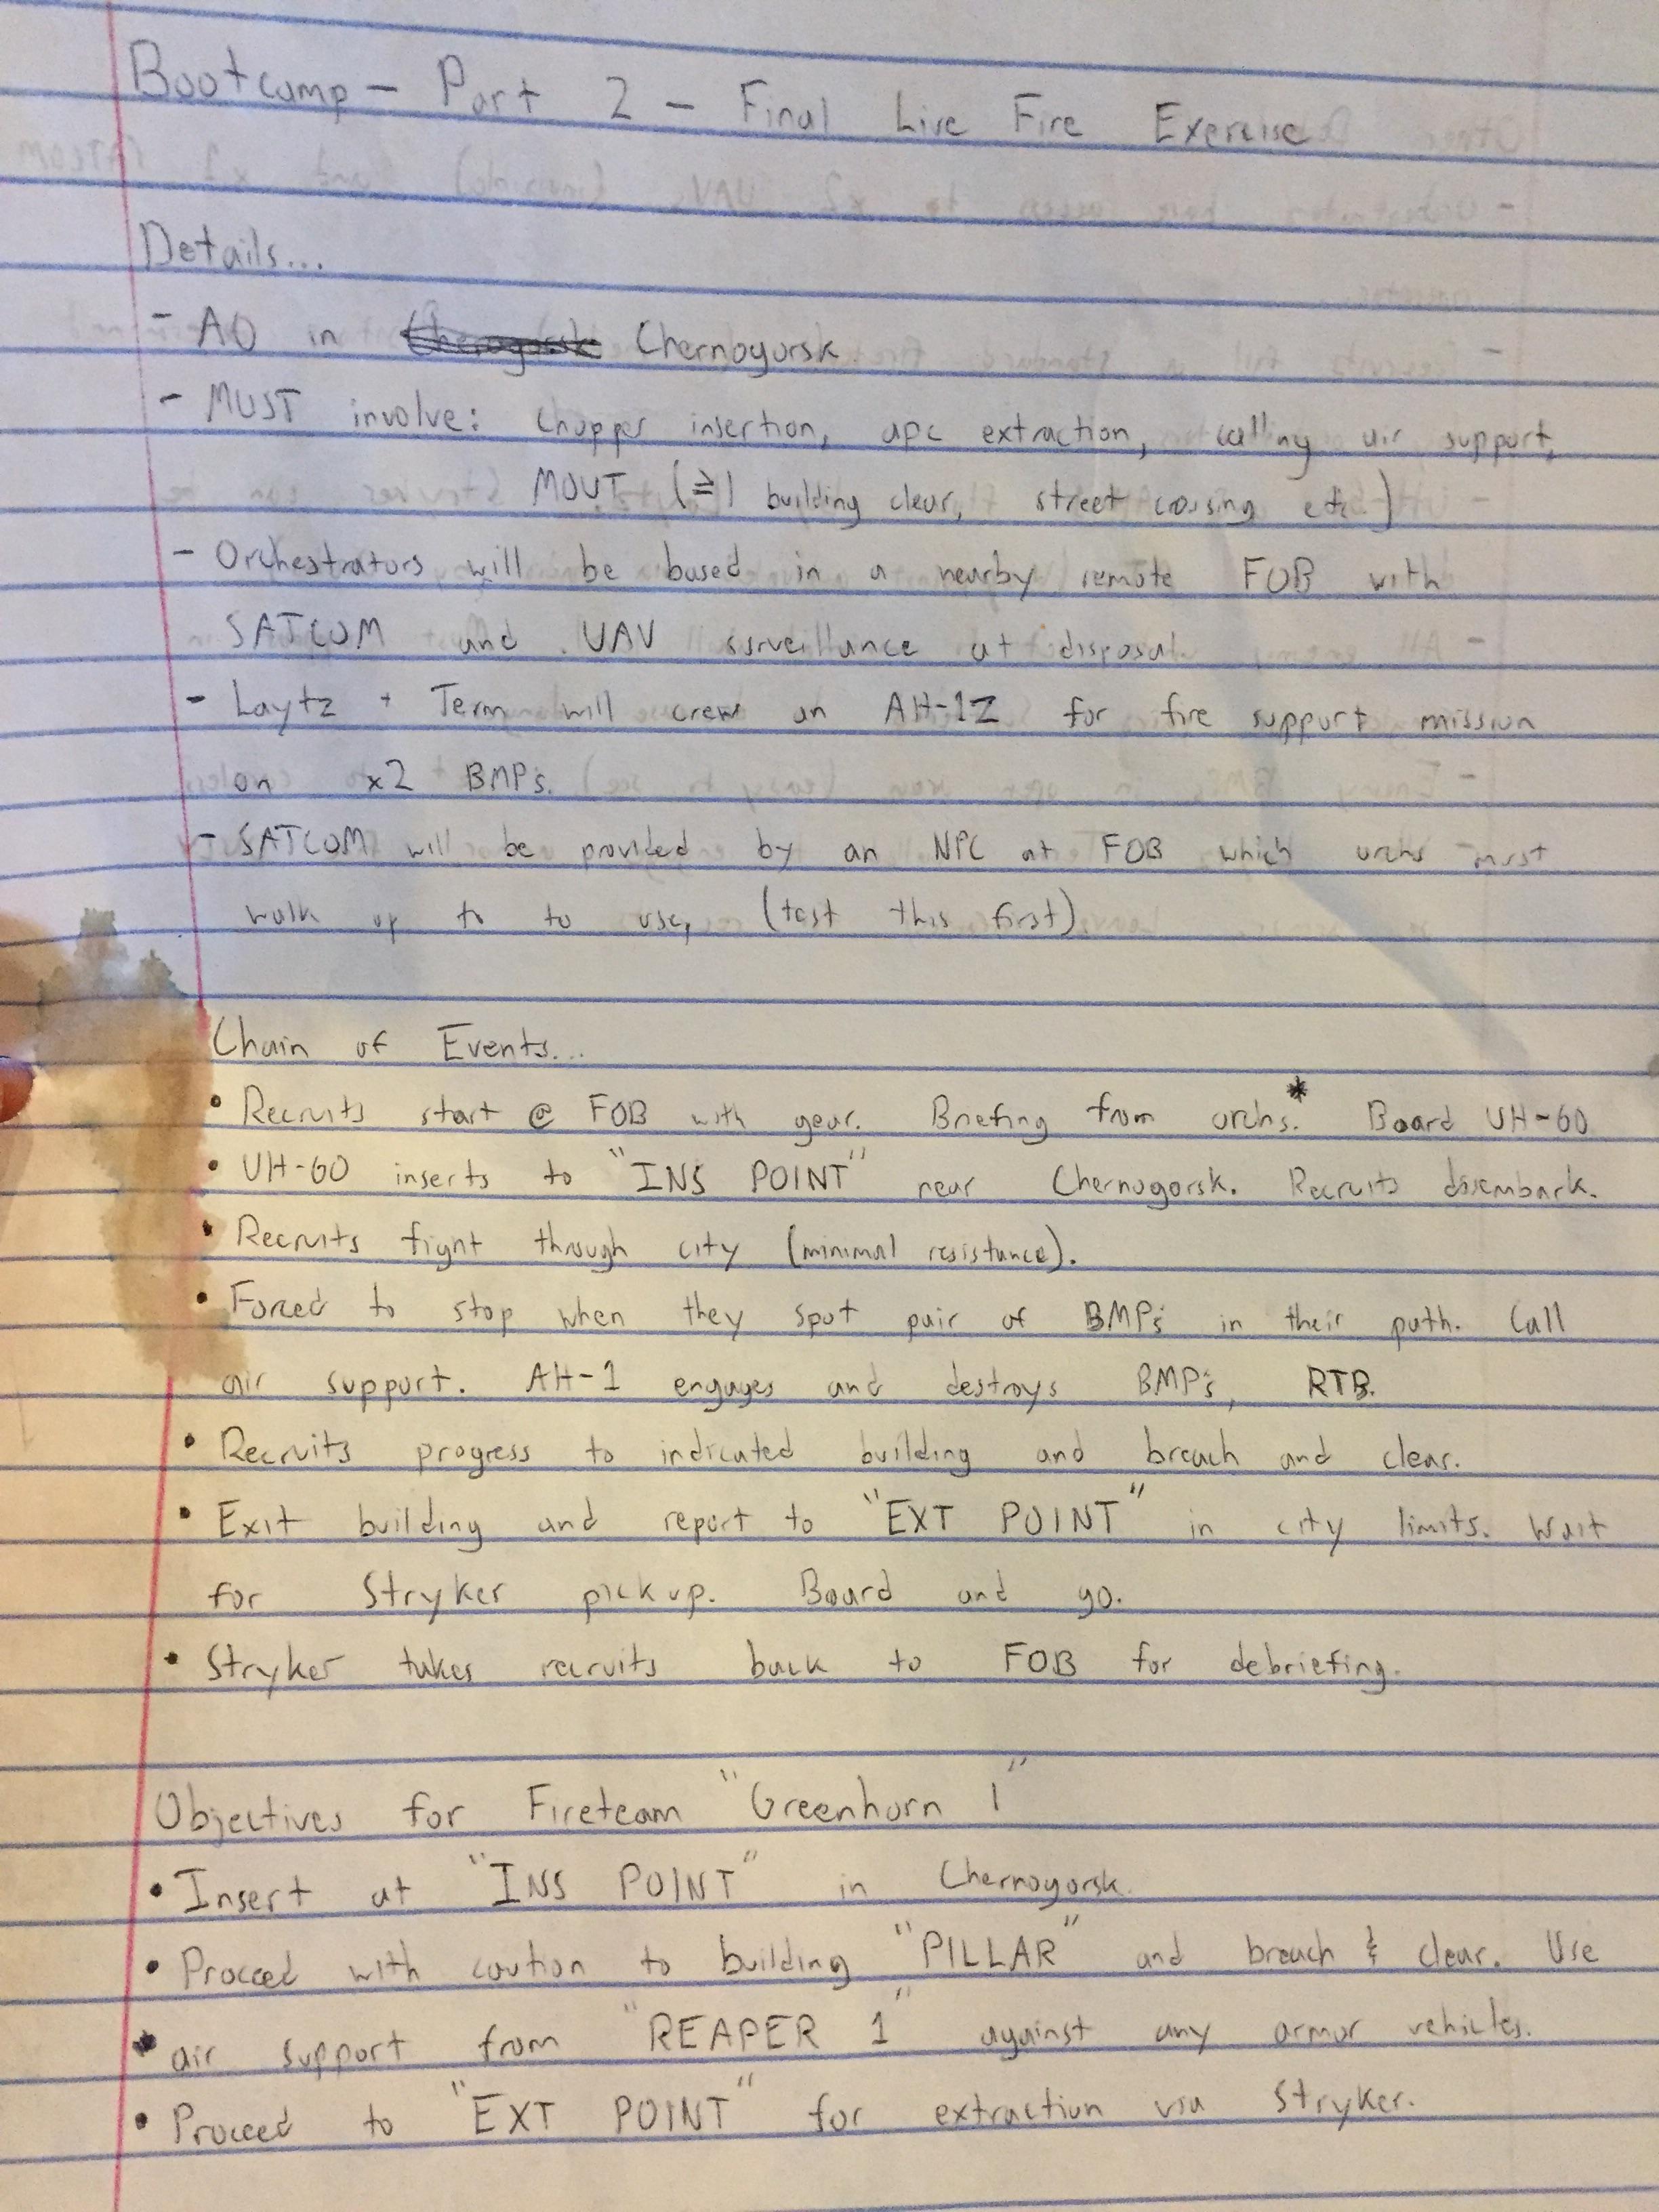 Bootcamp - Part 2 - Final Live Fire Exercise
Details...
- AO in Chernogorsk
- MUST involve: chopper insertion, apc extraction, calling air support,
MOUT (≥1 building clear, street cossing etc.)
- Orchestrators will be based in a nearby remote FOB with
SATCOM and UAV surveillance at disposal.
- Laytz + Term will crew an AH-1Z for fire support mission
on x2 BMP's.
- SATCOM will be provided by an NPC at FOB which orchs must
walk up to to use, (test this first)
Chain of Events...
• Recruits start @ FOB with gear. Briefing from orchs.* Board UH-60
• UH-60 inserts to "INS POINT" near Chernogorsk. Recruits disembark.
• Recruits fight through city (minimal resistance).
• Forced to stop when they spot pair of BMP's in their path. Call
air support. AH-1 engages and destroys BMP's, RTB.
• Recruits progress to indicated building and breach and clear.
• Exit building and report to "EXT POINT" in city limits. Wait
for Stryker pickup. Board and go.
• Stryker takes recruits back to FOB for debriefing.
Objectives for Fireteam "Greenhorn 1"
• Insert at "INS POINT" in Chernogorsk.
• Proceed with caution to building "PILLAR" and breach & clear. Use
• air support from "REAPER 1" against any armor vehicles.
• Proceed to "EXT POINT" for extraction via Stryker.